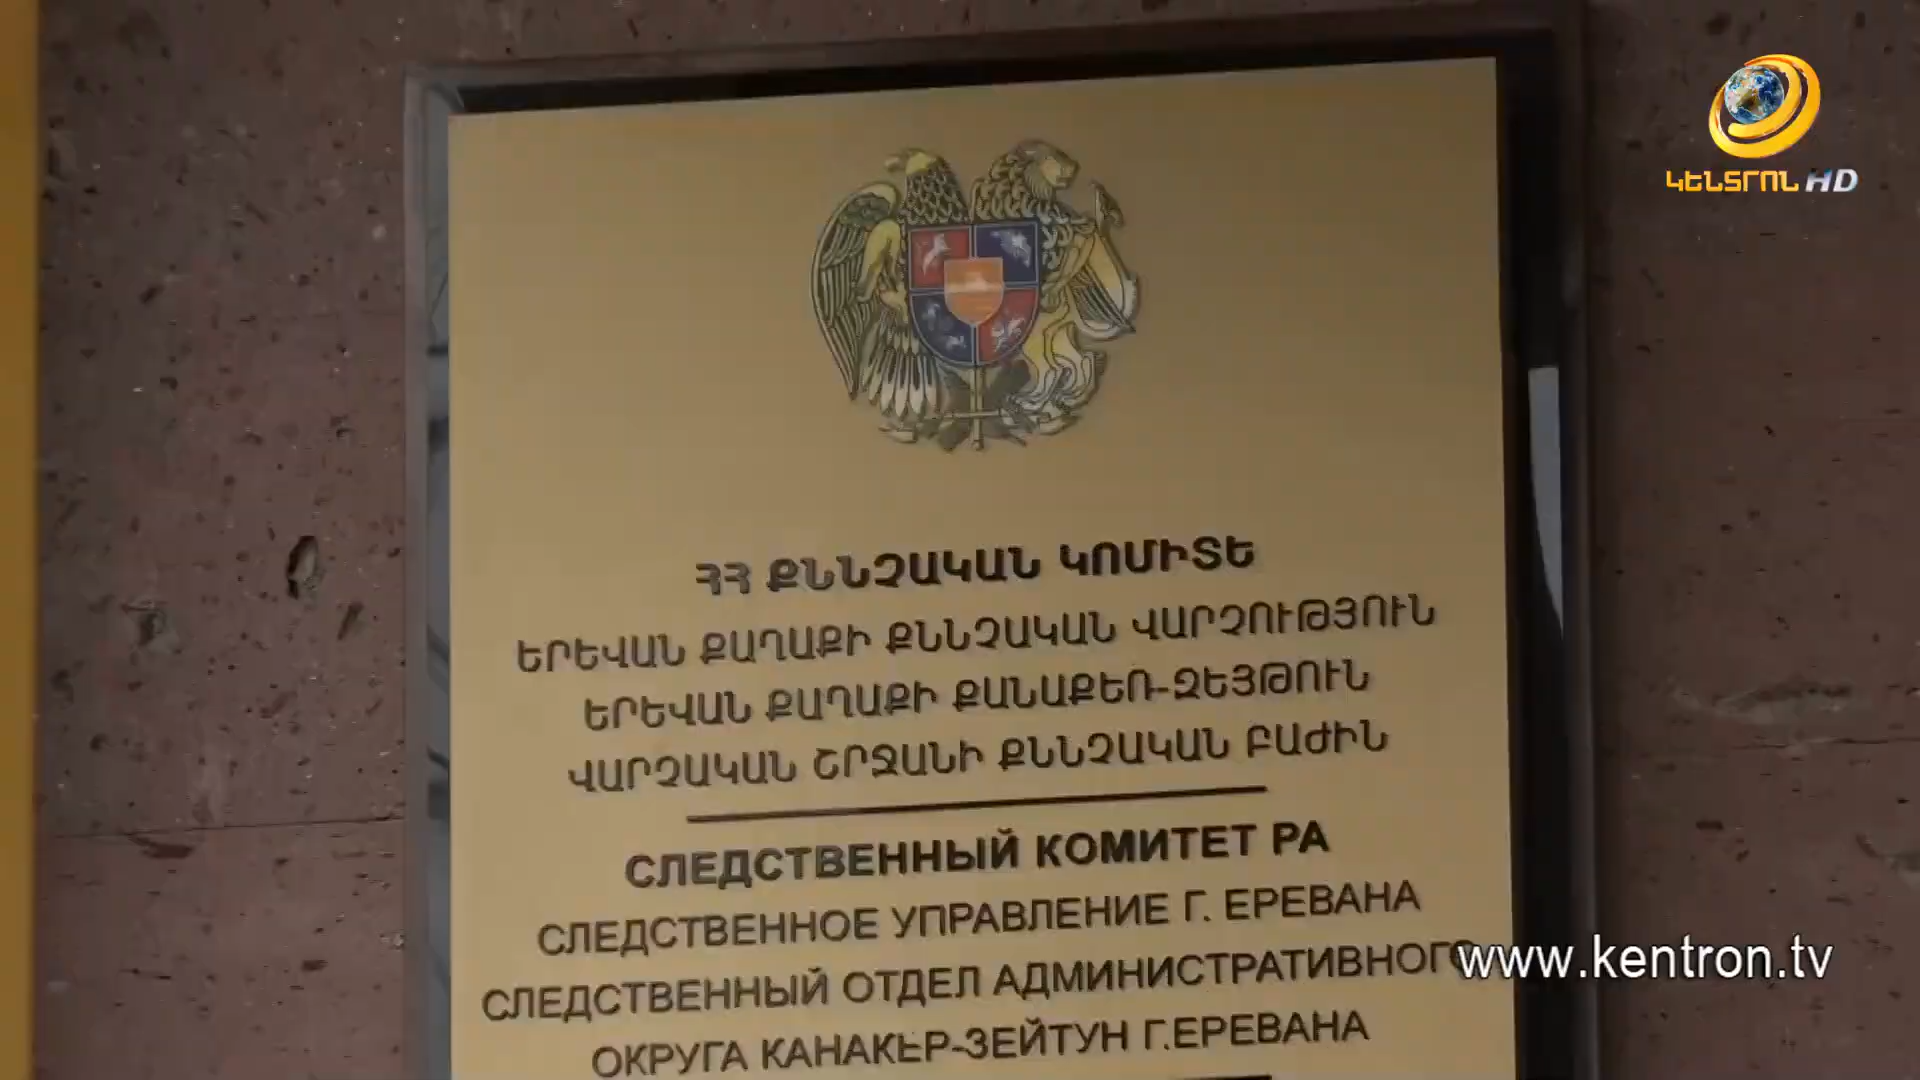 ԿԵՆՏՐՈՆ HD
ՀՀ ՔՆՆՉԱԿԱՆ ԿՈՄԻՏԵ
ԵՐԵՎԱՆ ՔԱՂԱՔԻ ՔՆՆՉԱԿԱՆ ՎԱՐՉՈՒԹՅՈՒՆ
ԵՐԵՎԱՆ ՔԱՂԱՔԻ ՔԱՆԱՔԵՌ-ԶԵՅԹՈՒՆ
ՎԱՐՉԱԿԱՆ ՇՐՋԱՆԻ ՔՆՆՉԱԿԱՆ ԲԱԺԻՆ
СЛЕДСТВЕННЫЙ КОМИТЕТ РА
СЛЕДСТВЕННОЕ УПРАВЛЕНИЕ Г. ЕРЕВАНА
СЛЕДСТВЕННЫЙ ОТДЕЛ АДМИНИСТРАТИВНОГО
www.kentron.tv
ОКРУГА КАНАКЕР-ЗЕЙТУН Г.ЕРЕВАНА